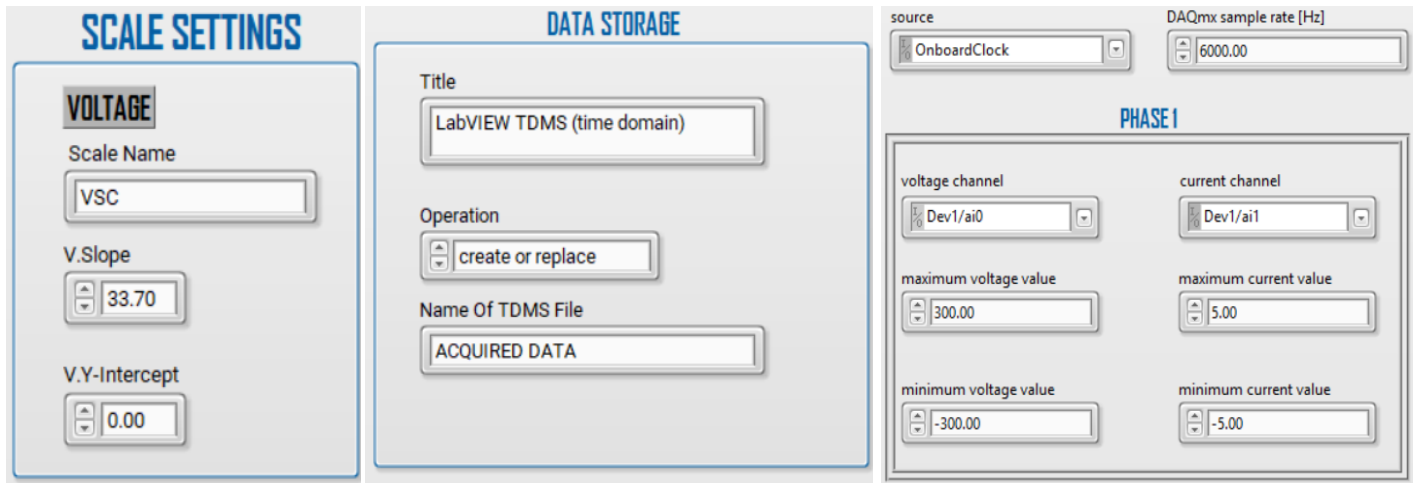 SCALE SETTINGS
VOLTAGE
Scale Name
VSC
V.Slope
33.70
V.Y-Intercept
0.00
DATA STORAGE
Title
LabVIEW TDMS (time domain)
Operation
create or replace
Name Of TDMS File
ACQUIRED DATA
source
DAQmx sample rate [Hz]
I/O OnboardClock
6000.00
PHASE1
voltage channel
current channel
I/O Dev1/ai0
I/O Dev1/ai1
maximum voltage value
maximum current value
300.00
5.00
minimum voltage value
minimum current value
-300.00
-5.00